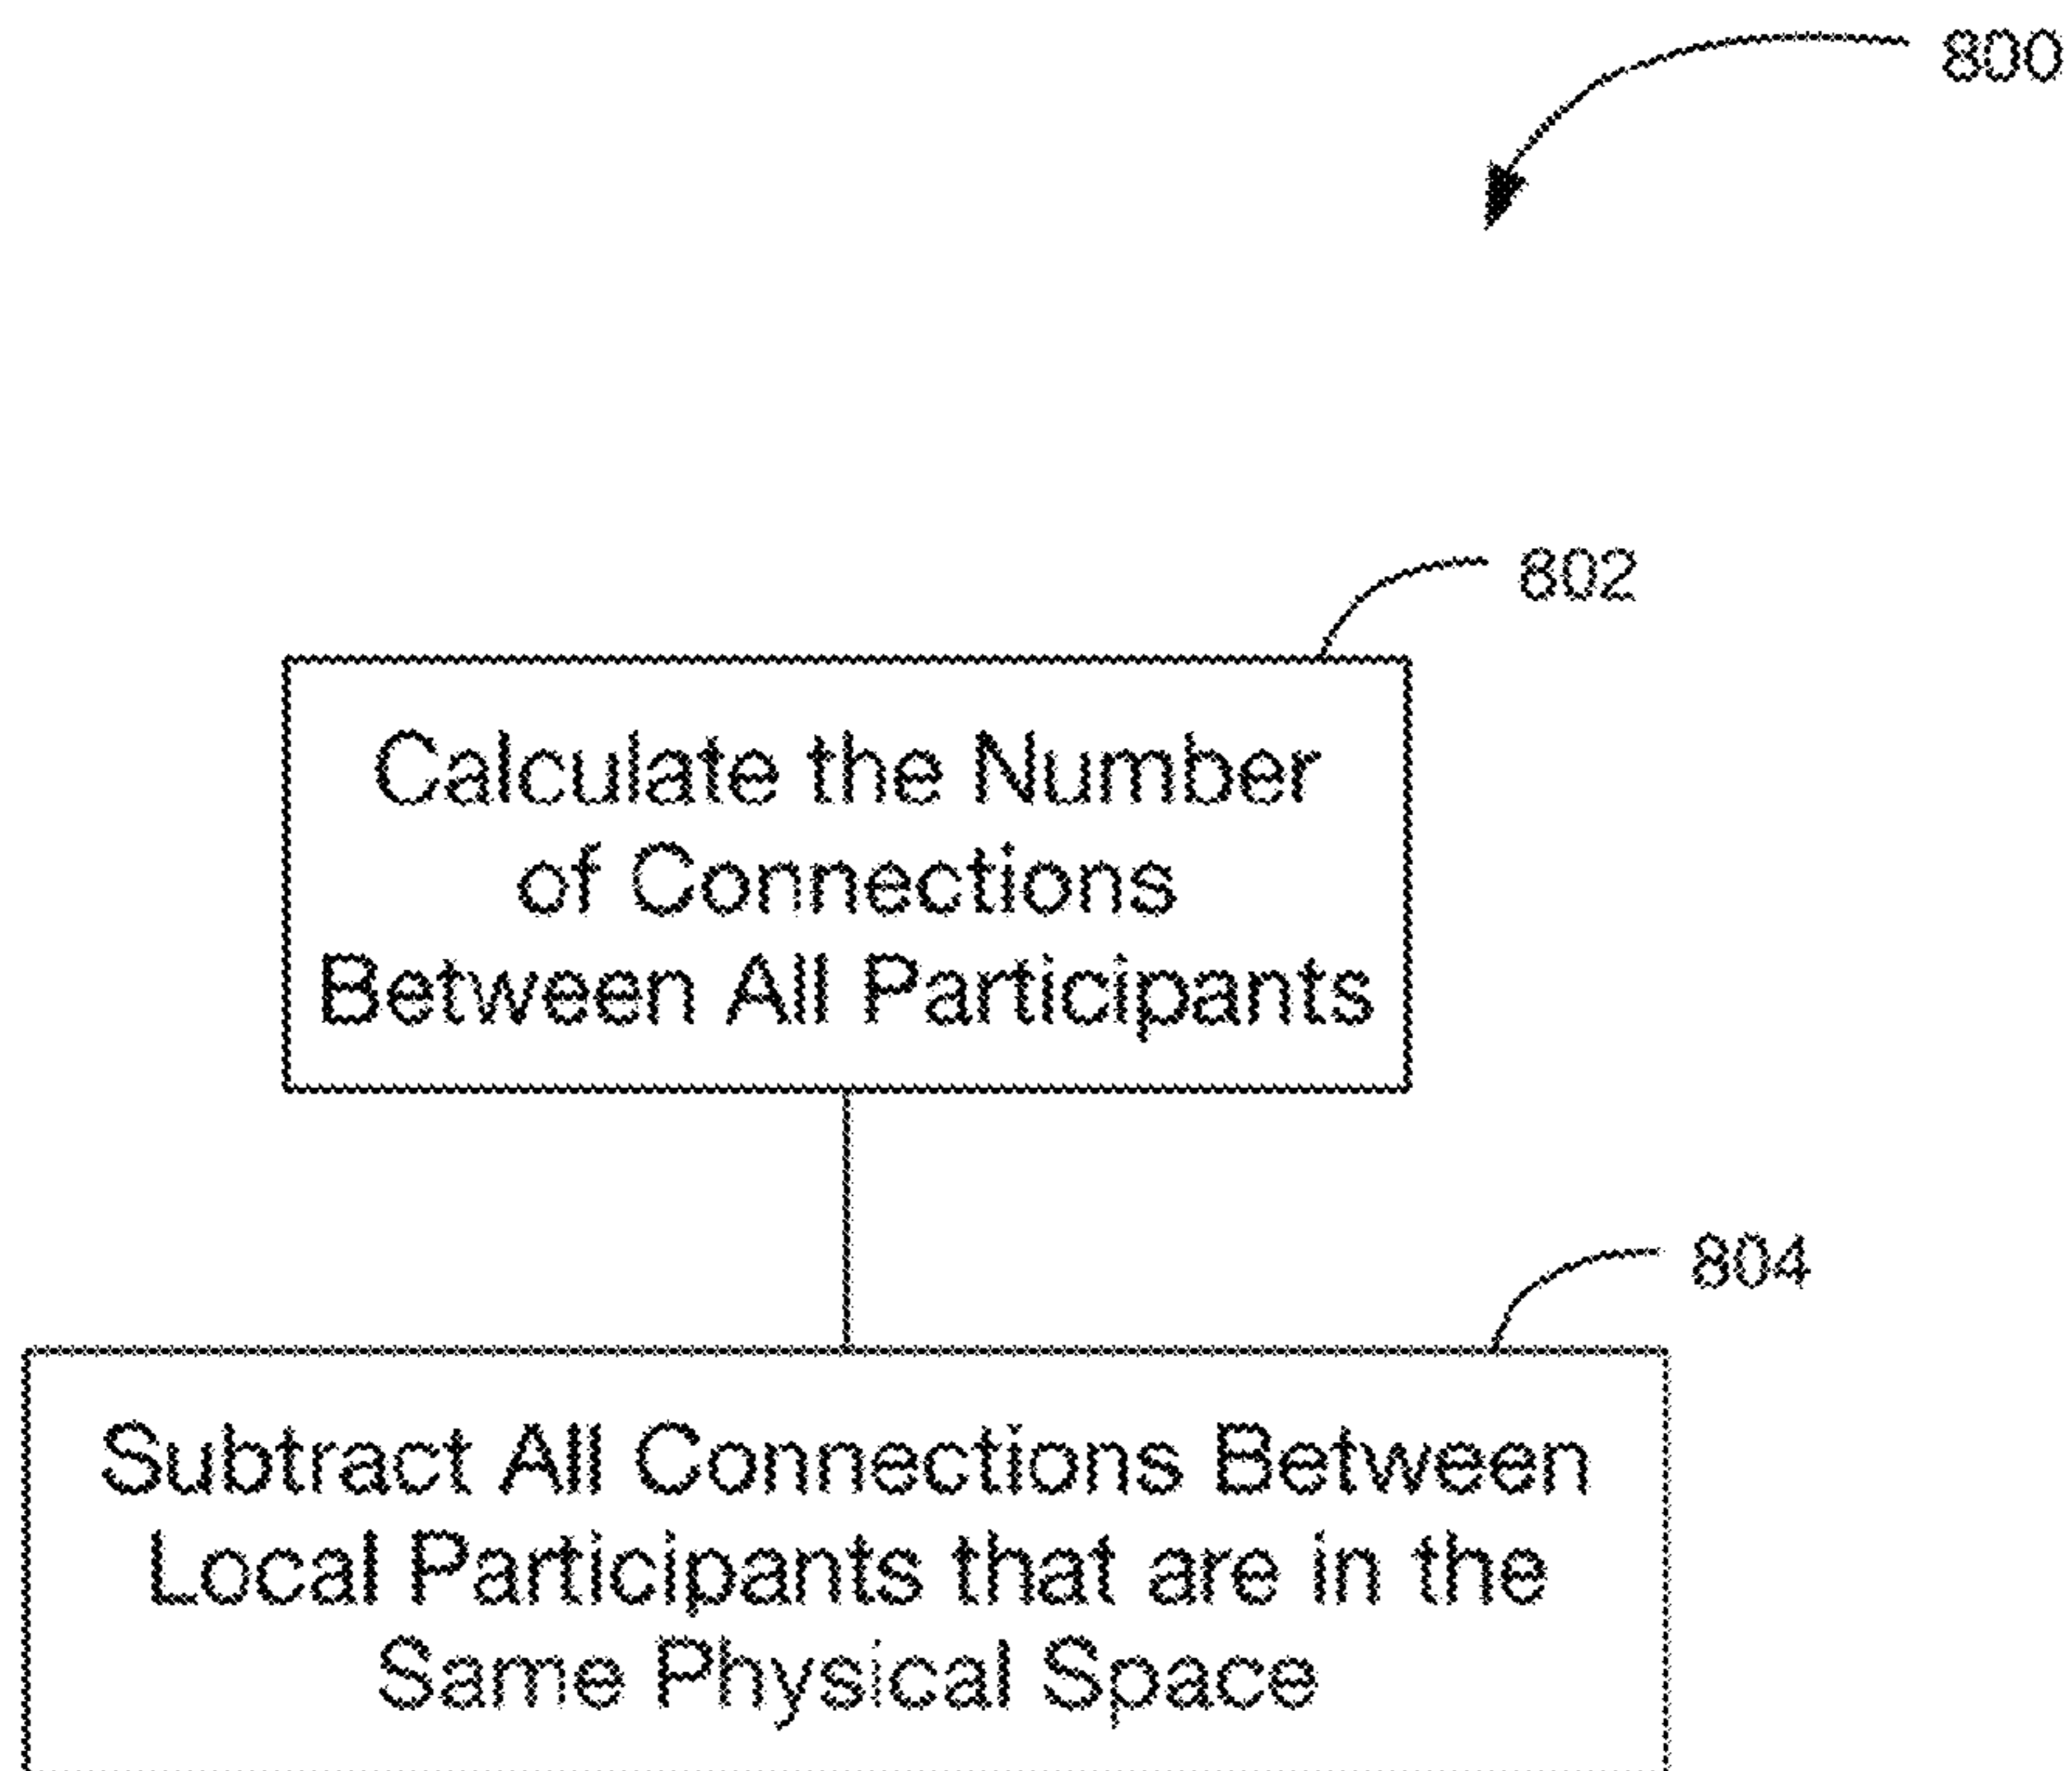 800
802
Calculate the Number
of Connections
Between All Participants
804
Subtract All Connections Between
Local Participants that are in the
Same Physical Space